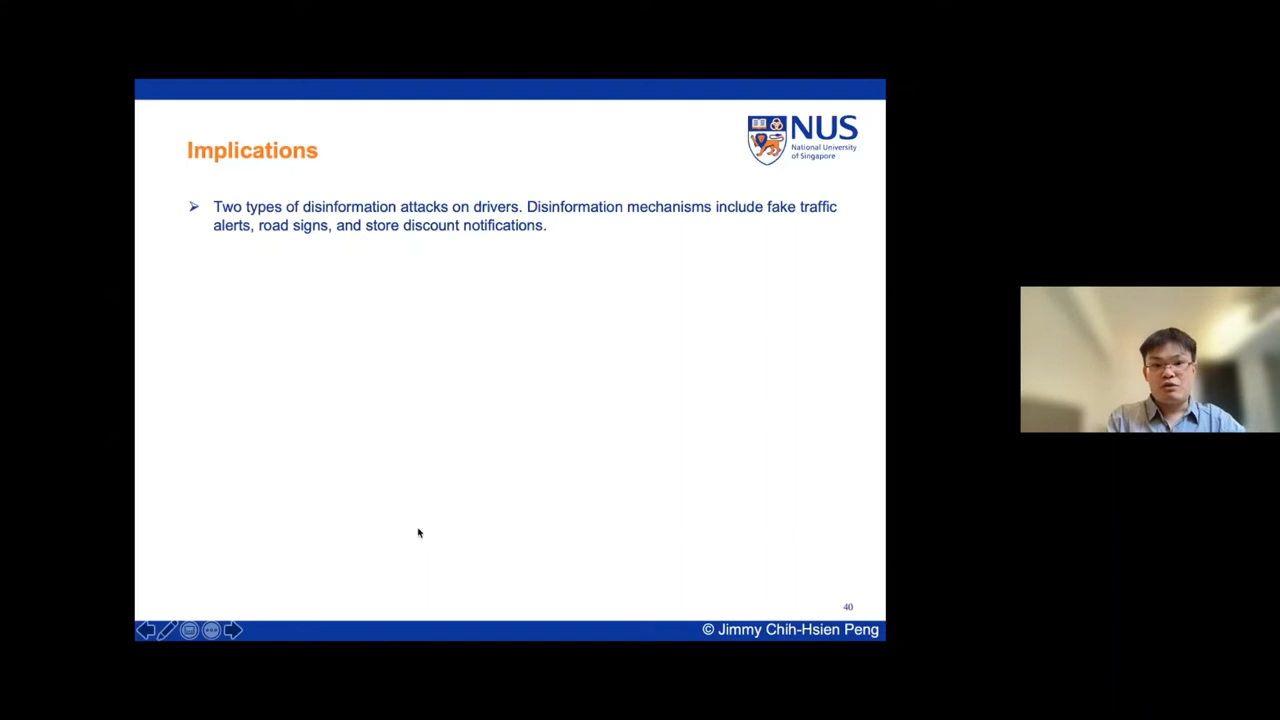 NUS
National University
of Singapore
Implications
Two types of disinformation attacks on drivers. Disinformation mechanisms include fake traffic
alerts, road signs, and store discount notifications.
40
© Jimmy Chih-Hsien Peng